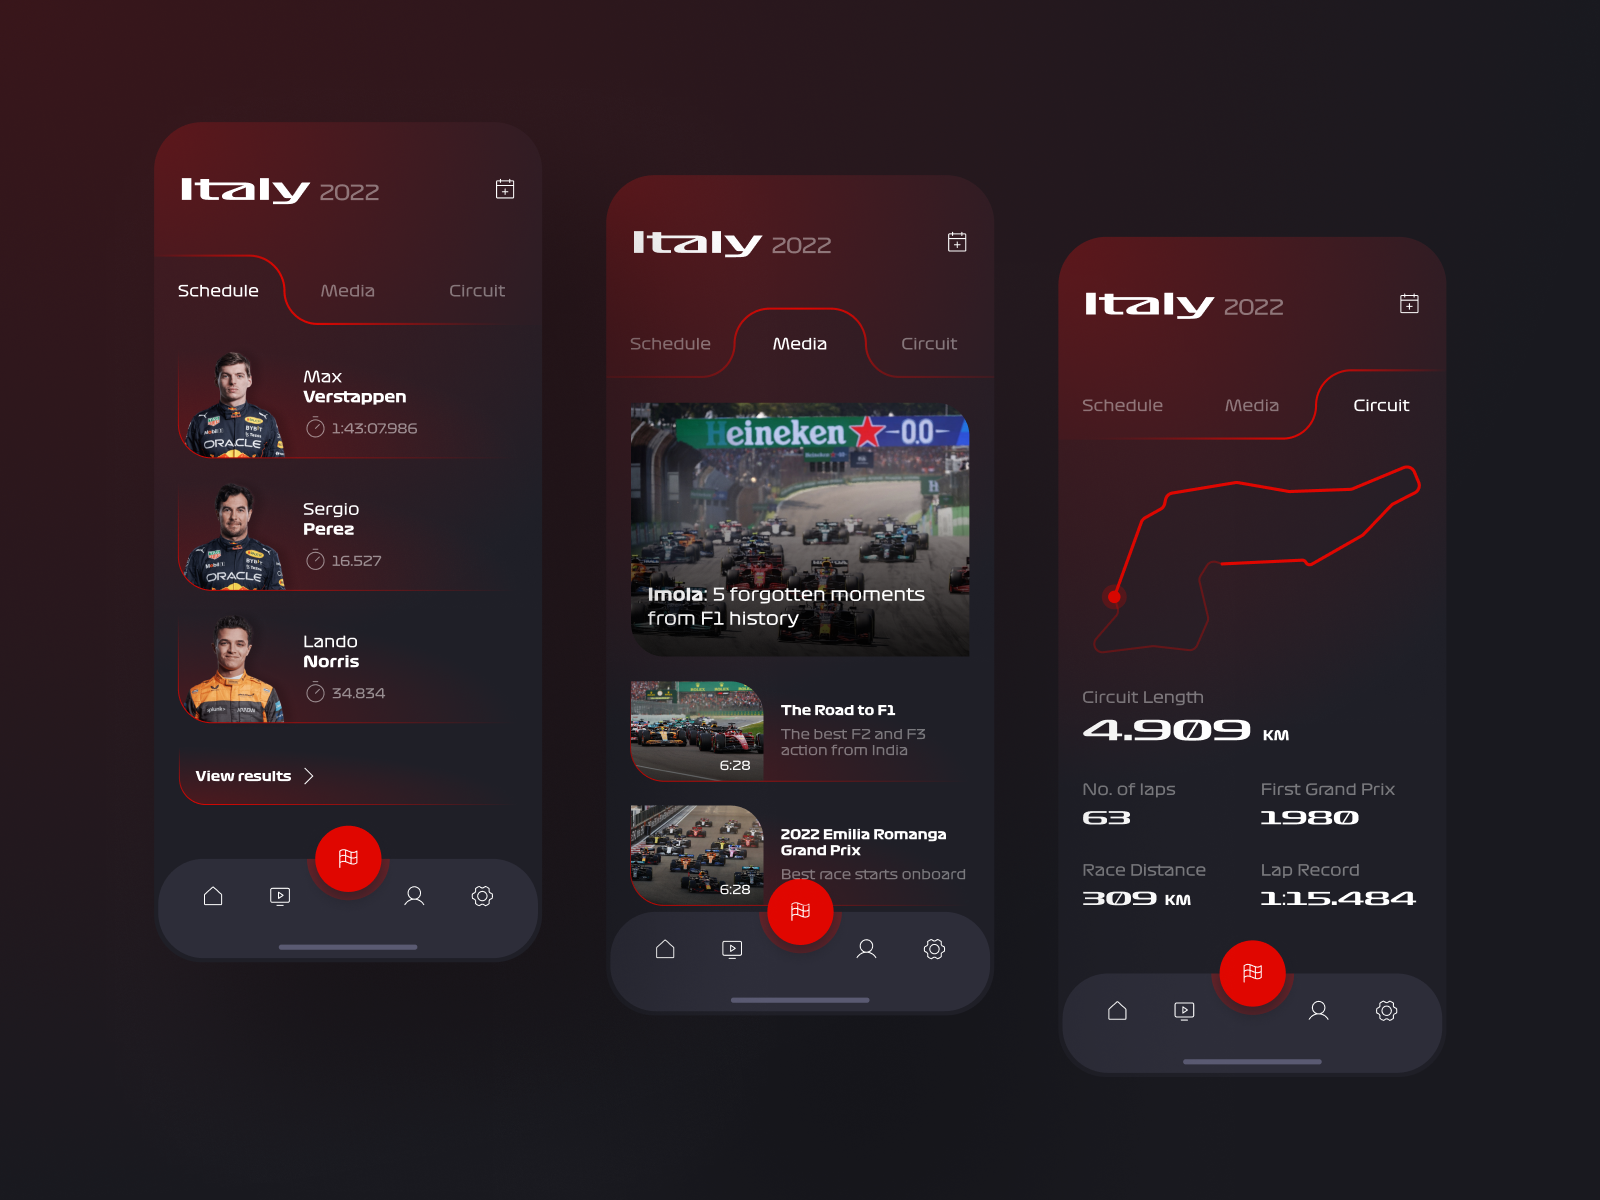 Italy 2022
Schedule Media Circuit
Max
Verstappen
1:43:07.986
ORACLE
Sergio
Perez
16.527
ORACLE
Lando
Norris
34.834
View results
Italy 2022
Schedule Media Circuit
Heineken 0.0
Imola: 5 forgotten moments
from F1 history
The Road to F1
The best F2 and F3
action from India
6:28
2022 Emilia Romanga
Grand Prix
Best race starts onboard
6:28
Italy 2022
Schedule Media Circuit
Circuit Length
4.909 KM
No. of laps First Grand Prix
63 1980
Race Distance Lap Record
309 KM 1:15.484